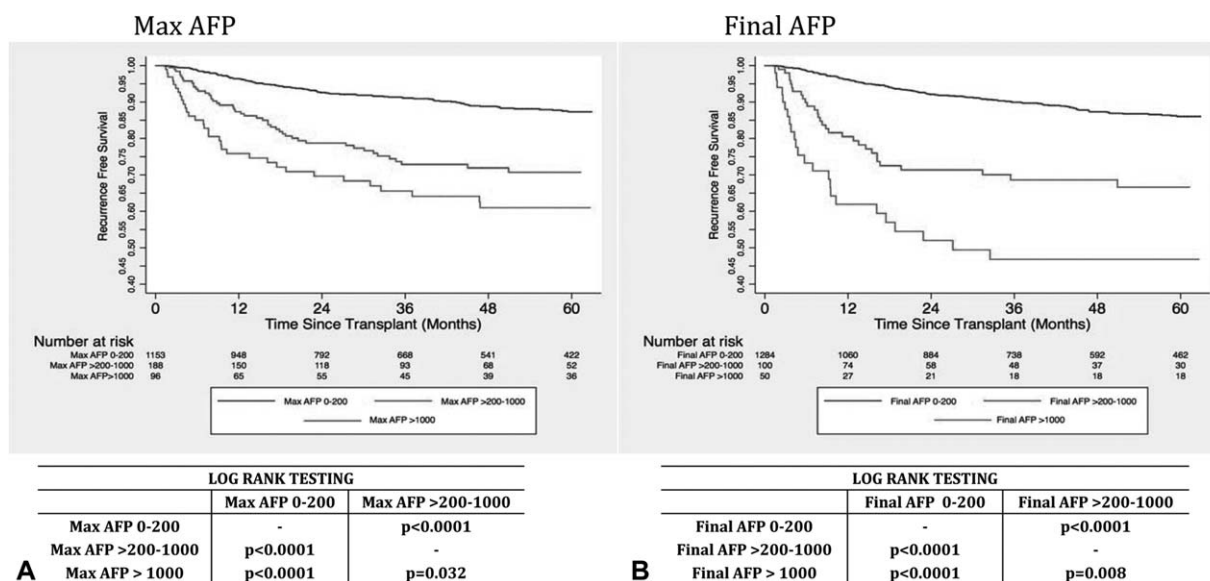 Max AFP
Recurrence Free Survival
1.00
0.95
0.90
0.85
0.80
0.75
0.70
0.65
0.60
0.55
0.50
0.45
0.40
0 12 24 36 48 60
Time Since Transplant (Months)
Number at risk
Max AFP 0-200 1153 948 792 668 541 422
Max AFP >200-1000 188 150 118 93 68 52
Max AFP>1000 96 65 55 45 39 36
Max AFP 0-200 Max AFP >200-1000
Max AFP >1000
LOG RANK TESTING
Max AFP 0-200 Max AFP >200-1000
Max AFP 0-200 - p<0.0001
Max AFP >200-1000 p<0.0001 -
Max AFP > 1000 p<0.0001 p=0.032
A
Final AFP
Recurrence Free Survival
1.00
0.95
0.90
0.85
0.80
0.75
0.70
0.65
0.60
0.55
0.50
0.45
0.40
0 12 24 36 48 60
Time Since Transplant (Months)
Number at risk
Final AFP 0-200 1284 1060 884 738 592 462
Final AFP >200-1000 100 74 58 48 37 30
Final AFP >1000 50 27 21 18 18 18
Final AFP 0-200 Final AFP >200-1000
Final AFP >1000
LOG RANK TESTING
Final AFP 0-200 Final AFP >200-1000
Final AFP 0-200 - p<0.0001
Final AFP >200-1000 p<0.0001 -
Final AFP > 1000 p<0.0001 p=0.008
B